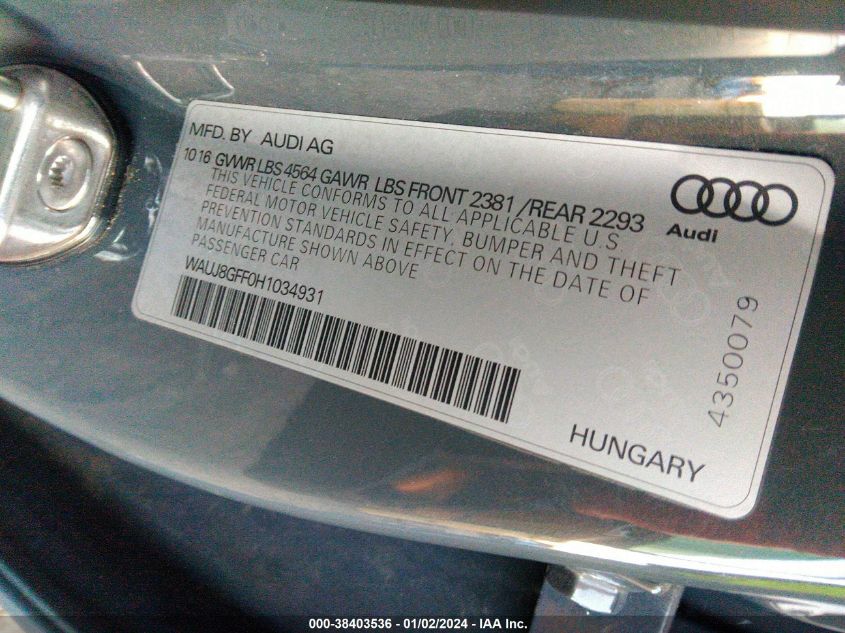 MFD. BY AUDI AG
10 16 GVWR LBS 4564 GAWR LBS FRONT 2381 /REAR 2293
THIS VEHICLE CONFORMS TO ALL APPLICABLE U.S.
FEDERAL MOTOR VEHICLE SAFETY, BUMPER AND THEFT
PREVENTION STANDARDS IN EFFECT ON THE DATE OF
MANUFACTURE SHOWN ABOVE
PASSENGER CAR
WAUJ8GFF0H1034931
Audi
4350079
HUNGARY
000-38403536 - 01/02/2024 - IAA Inc.